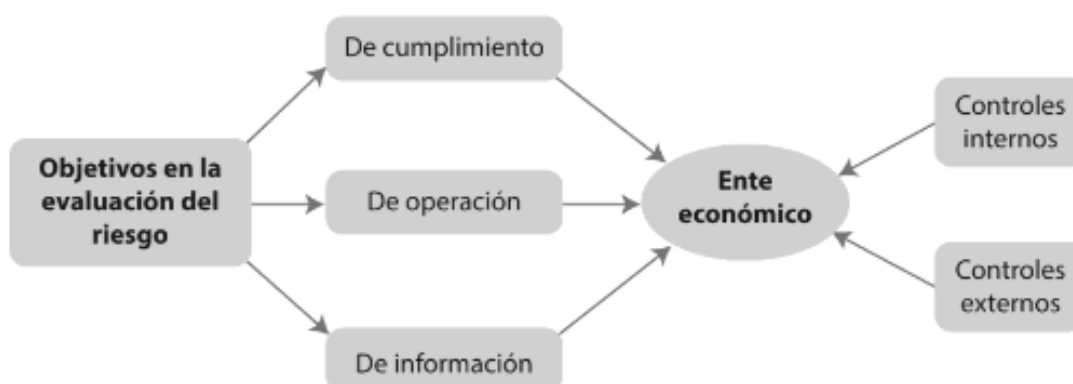 Objetivos en la
evaluación del
riesgo
De cumplimiento
De operación
De información
Ente
económico
Controles
internos
Controles
externos